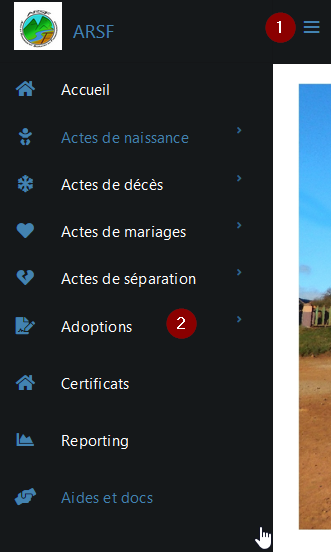 ARSF
1
Accueil
Actes de naissance
Actes de décès
Actes de mariages
Actes de séparation
Adoptions
2
Certificats
Reporting
Aides et docs